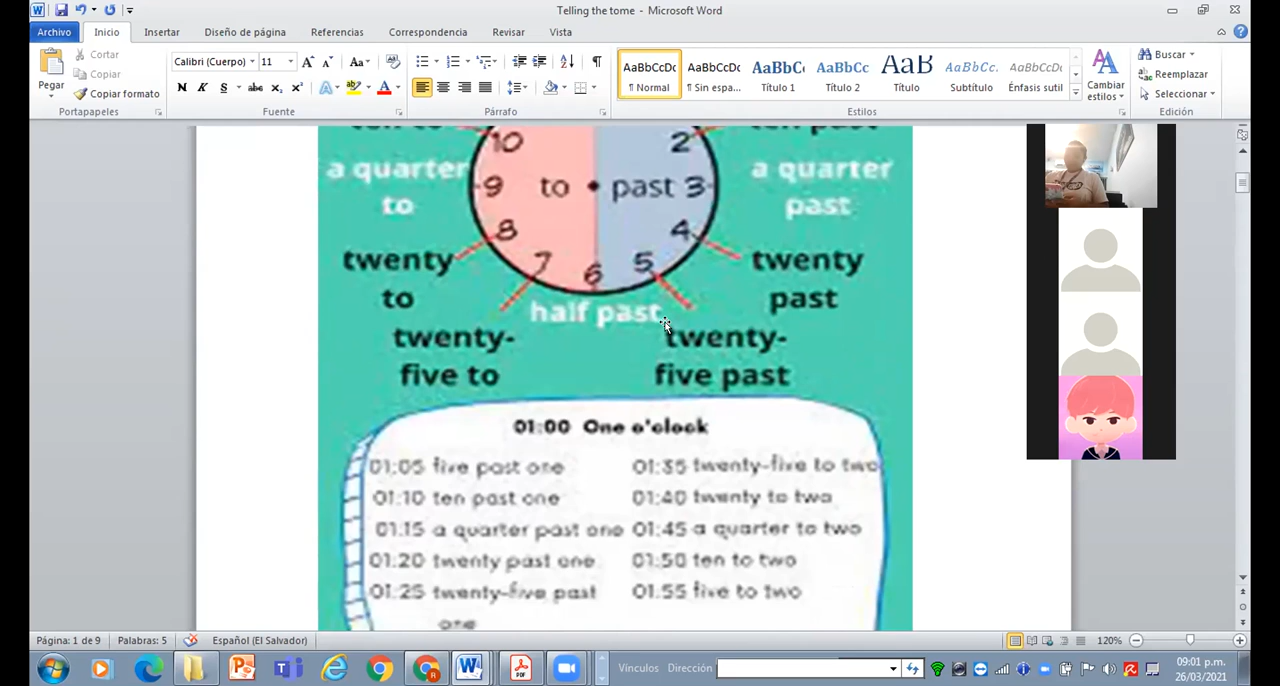 Telling the tome - Microsoft Word
Archivo Inicio Insertar Diseño de página Referencias Correspondencia Revisar Vista
Pegar
Cortar
Copiar
Copiar formato
Portapapeles
Calibri (Cuerpo) 11
Fuente
Párrafo
AaBbCcDc AaBbCcDc AaBbC AaBbCc AaB AaBbCc. AaBbCcDc
¶ Normal ¶ Sin espa... Título 1 Título 2 Título Subtítulo Énfasis sutil
Estilos
Cambiar estilos
Buscar
Reemplazar
Seleccionar
Edición
ten to 10 2 ten past
a quarter to
9 to past 3
a quarter past
8 4
twenty to
7 6 5
twenty past
half past
twenty-five to
twenty-five past
01:00 One o'clock
01:05 five past one
01:10 ten past one
01:15 a quarter past one
01:20 twenty past one
01:25 twenty-five past
one
01:35 twenty-five to two
01:40 twenty to two
01:45 a quarter to two
01:50 ten to two
01:55 five to two
Página: 1 de 9 Palabras: 5 Español (El Salvador) 120%
Vínculos Dirección
09:01 p.m.
26/03/2021